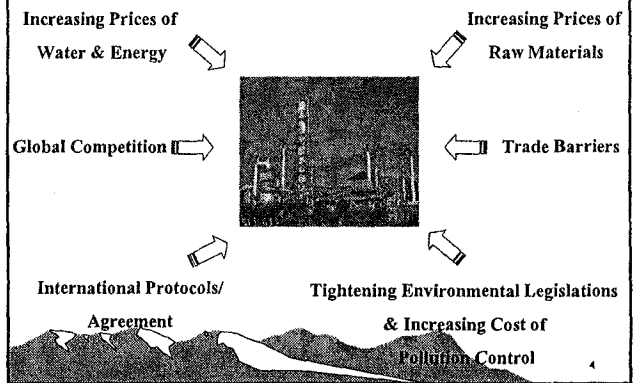 Increasing Prices of
Water & Energy
Increasing Prices of
Raw Materials
Global Competition
Trade Barriers
International Protocols/
Agreement
Tightening Environmental Legislations
& Increasing Cost of
Pollution Control
4